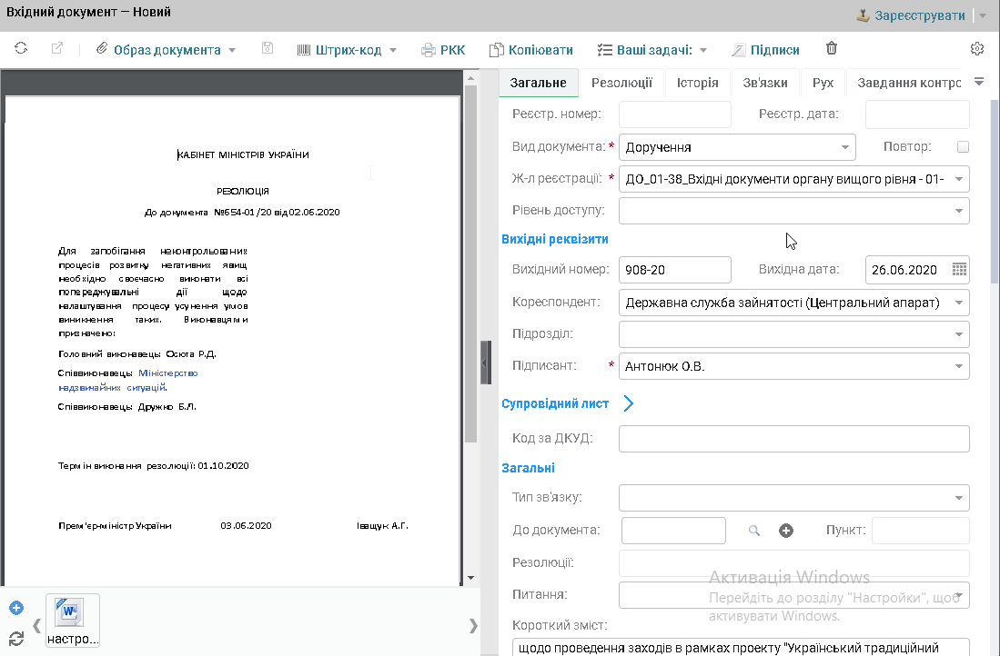 Вхідний документ — Новий
Зареєструвати
Образ документа
Штрих-код
РКК
Копіювати
Ваші задачі:
Підписи
Загальне
Резолюції
Історія
Зв'язки
Рух
Завдання контрс
КАБІНЕТ МІНІСТРІВ УКРАЇНИ
РЕЗОЛЮЦІЯ
До документа №654-01/20 від 02.06.2020
Для запобігання неконтрольованих
процесів розвитку негативних явищ
необхідно своєчасно виконати всі
попереджувальні дії щодо
налаштування процесу усунення умов
виникнення таких. Виконавцями
призначено:
Головний виконавець: Осюта Р.Д.
Співвиконавець: Міністерство
надзвичайних ситуацій.
Співвиконавець: Дружко Б.Л.
Термін виконання резолюції: 01.10.2020
Прем'єр-міністр України 03.06.2020 Іващук А.Г.
настро...
Реєстр. номер:
Реєстр. дата:
Вид документа: * Доручення
Повтор:
Ж-л реєстрації: * ДО_01-38_Вхідні документи органу вищого рівня - 01-
Рівень доступу:
Вихідні реквізити
Вихідний номер: 908-20
Вихідна дата: 26.06.2020
Кореспондент: Державна служба зайнятості (Центральний апарат)
Підрозділ:
Підписант: * Антонюк О.В.
Супровідний лист
Код за ДКУД:
Загальні
Тип зв'язку:
До документа:
Пункт:
Резолюції:
Питання:
Активація Windows
Перейдіть до розділу "Настройки", щоб
активувати Windows.
Короткий зміст:
щодо проведення заходів в рамках проекту "Український традиційний